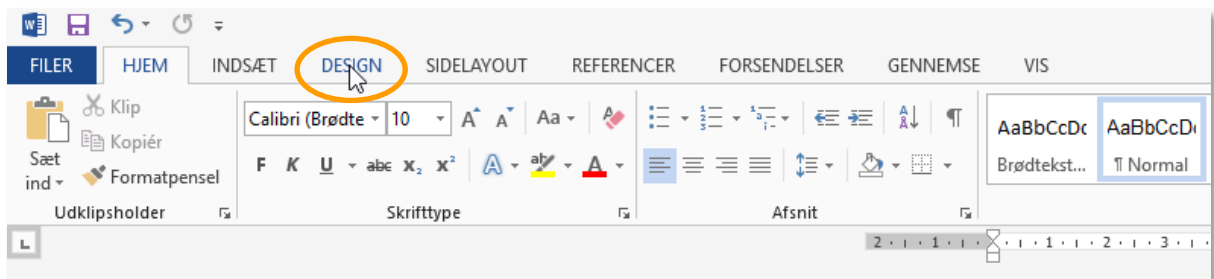 FILER HJEM INDSÆT DESIGN SIDELAYOUT REFERENCER FORSENDELSER GENNEMSE VIS
Klip
Kopiér
Formatpensel
Sæt
ind
Udklipsholder
Calibri (Brødte 10 A A Aa
F K U abc X₂ X² A ab A
Skrifttype
Afsnit
AaBbCcDc AaBbCcDc
Brødtekst... ¶ Normal
2 1 1 2 3